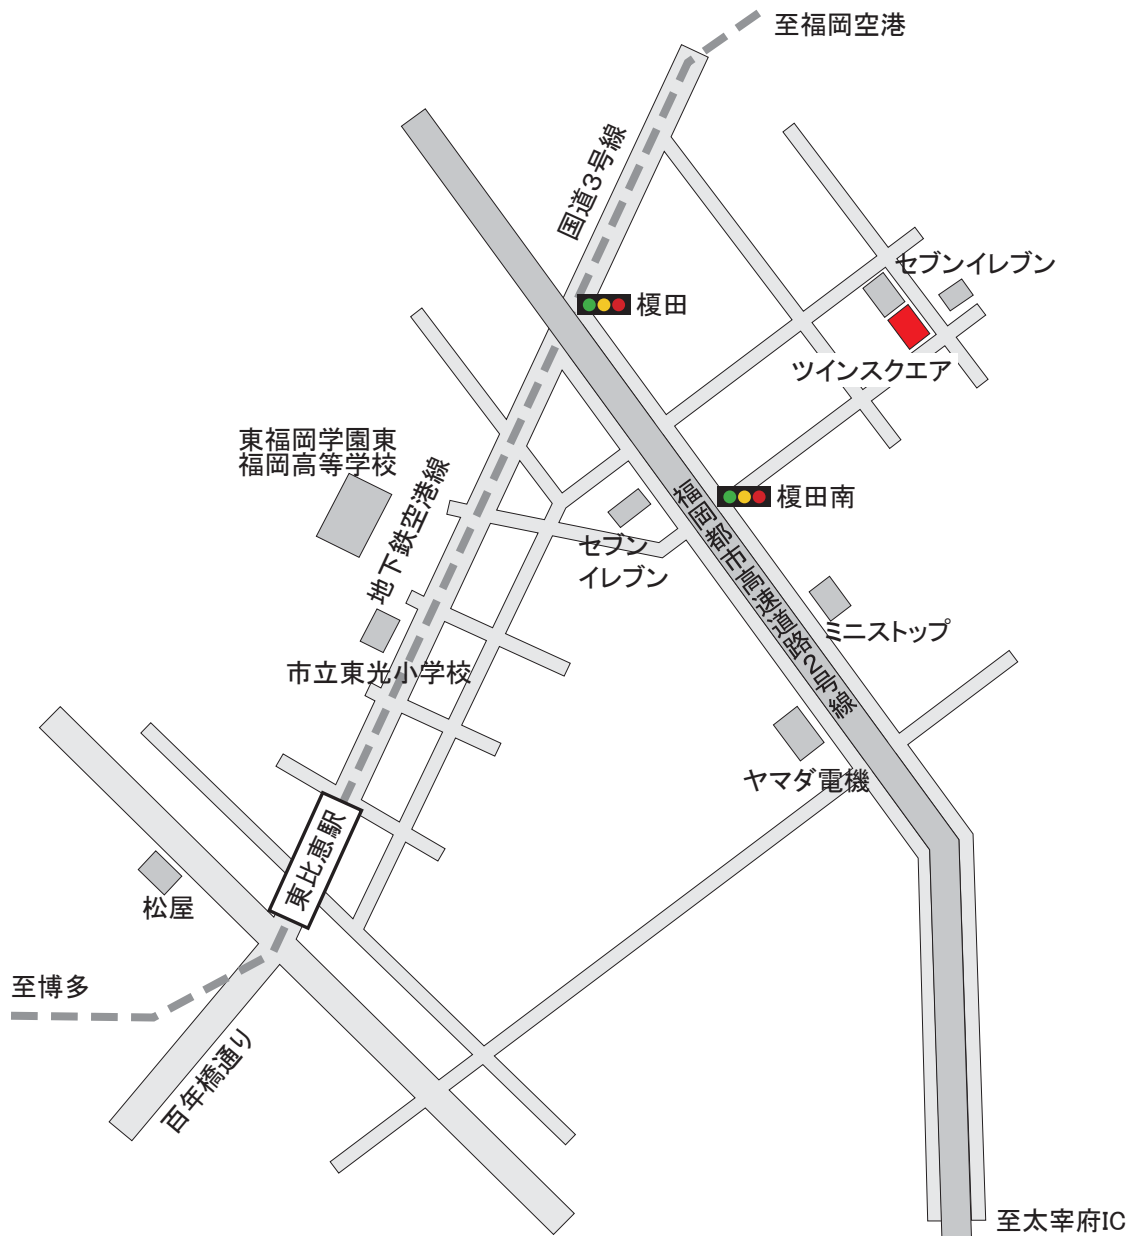 至福岡空港
国道3号線
セブンイレブン
榎田
ツインスクエア
東福岡学園東
福岡高等学校
地下鉄空港線
榎田南
福岡都市高速道路2号線
セブン
イレブン
ミニストップ
市立東光小学校
ヤマダ電機
東比恵駅
松屋
至博多
百年橋通り
至太宰府IC